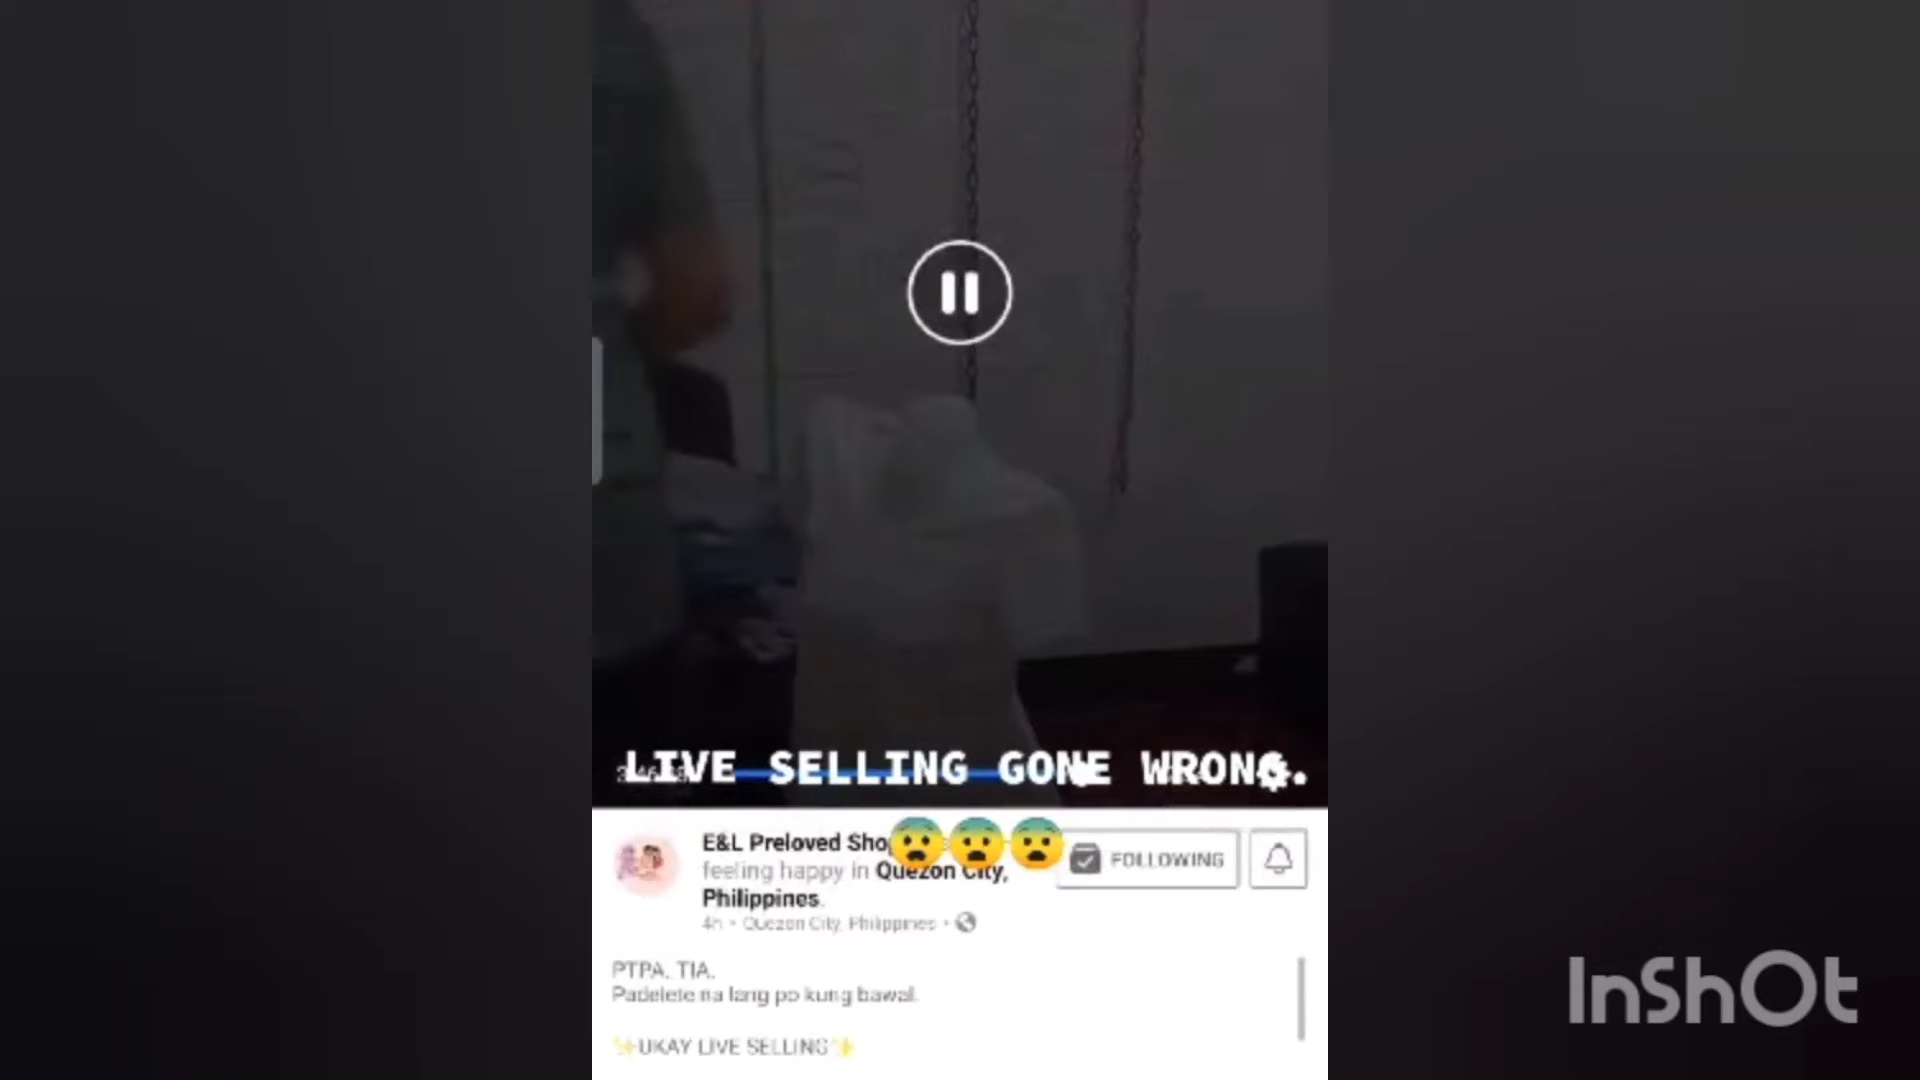 LIVE SELLING GONE WRONG.
E&L Preloved Sho
feeling happy in Quezon City,
Philippines.
FOLLOWING
4h · Quezon City, Philippines ·
PTPA. TIA.
Padelete na lang po kung bawal.
✨UKAY LIVE SELLING✨
InShOt